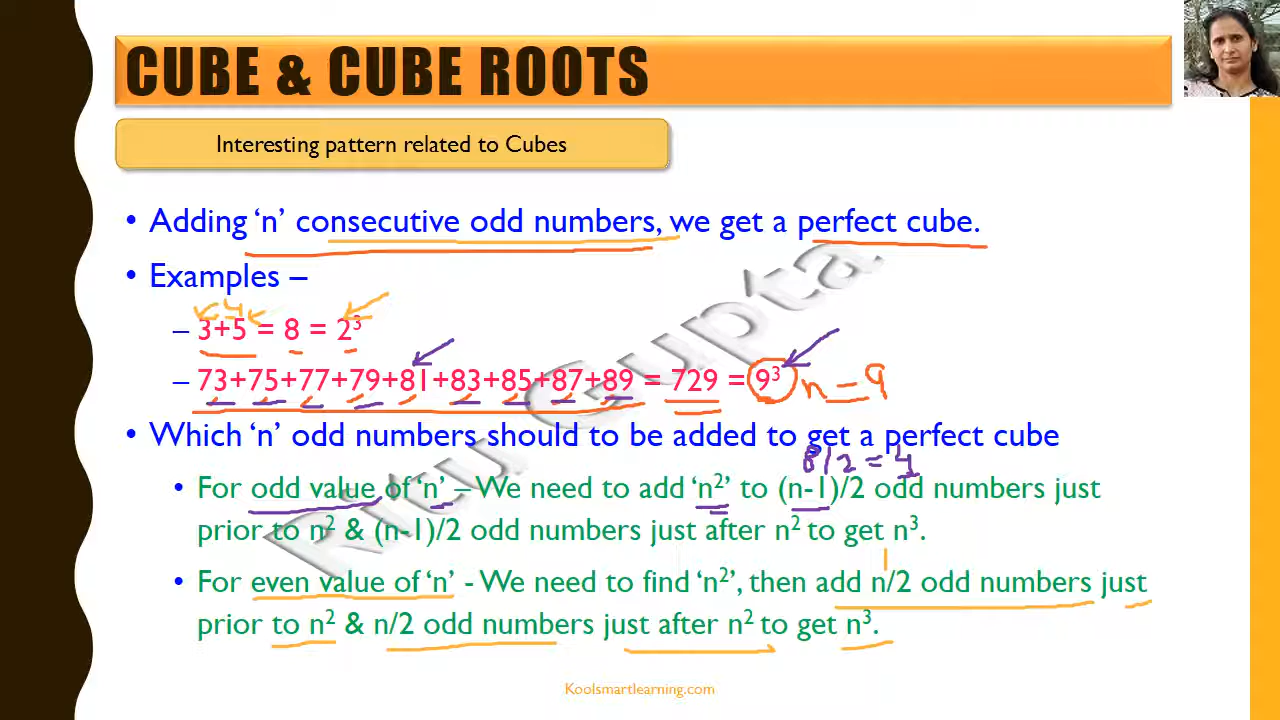 CUBE & CUBE ROOTS
Interesting pattern related to Cubes
• Adding ‘n’ consecutive odd numbers, we get a perfect cube.
• Examples –
4
– 3+5 = 8 = 2³
– 73+75+77+79+81+83+85+87+89 = 729 = 9³ n – 9
• Which ‘n’ odd numbers should to be added to get a perfect cube
8/2 = 4
• For odd value of ‘n’ – We need to add ‘n²’ to (n-1)/2 odd numbers just
prior to n² & (n-1)/2 odd numbers just after n² to get n³.
1
• For even value of ‘n’ - We need to find ‘n²’, then add n/2 odd numbers just
prior to n² & n/2 odd numbers just after n² to get n³.
Ritu Gupta
Koolsmartlearning.com